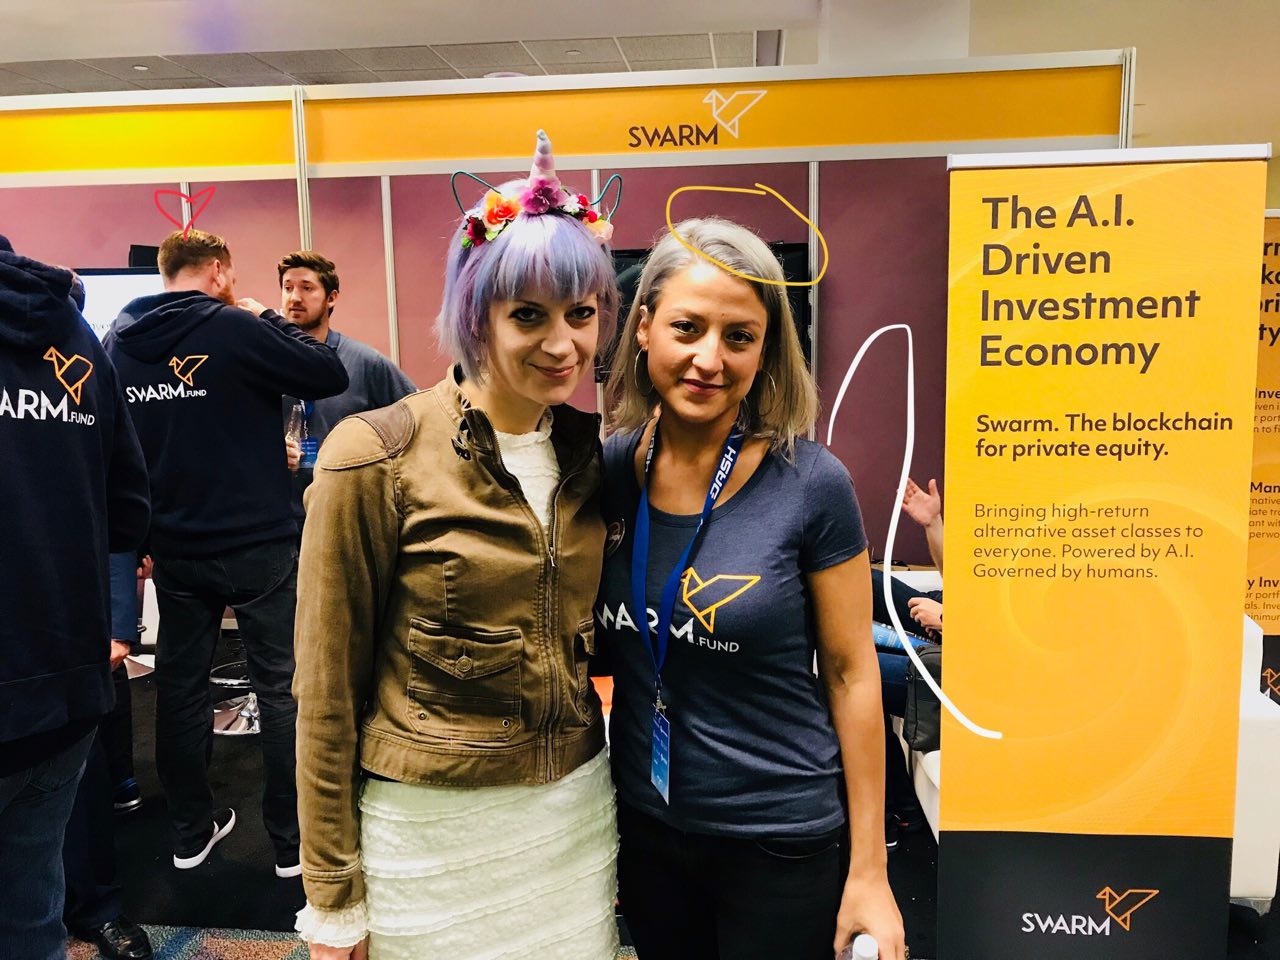 SWARM
The A.I.
Driven
Investment
Economy
Swarm. The blockchain
for private equity.
Bringing high-return
alternative asset classes to
everyone. Powered by A.I.
Governed by humans.
SWARM
ARM.FUND
SWARM.FUND
DASH
WARM.FUND